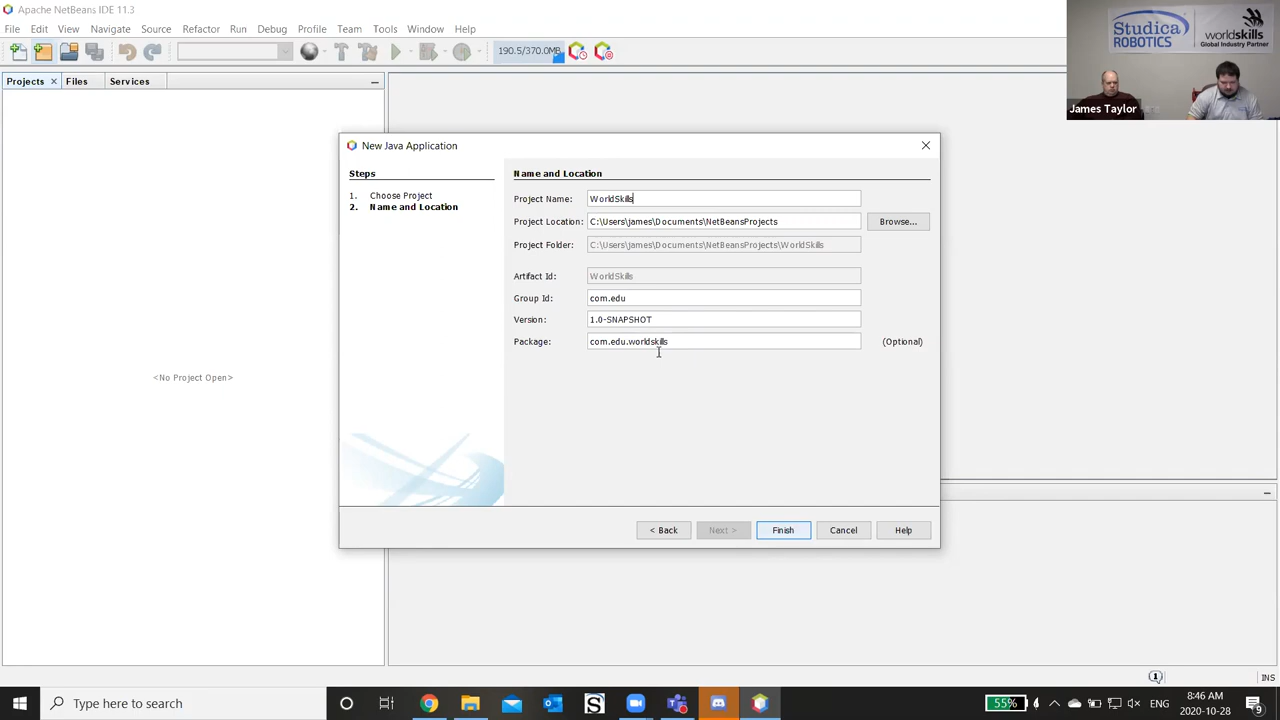 Apache NetBeans IDE 11.3
File Edit View Navigate Source Refactor Run Debug Profile Team Tools Window Help
190.5/370.0MB
Projects Files Services
<No Project Open>
New Java Application
Steps
1. Choose Project
2. Name and Location
Name and Location
Project Name: WorldSkills
Project Location: C:\Users\james\Documents\NetBeansProjects Browse...
Project Folder: C:\Users\james\Documents\NetBeansProjects\WorldSkills
Artifact Id: WorldSkills
Group Id: com.edu
Version: 1.0-SNAPSHOT
Package: com.edu.worldskills (Optional)
< Back Next > Finish Cancel Help
Studica
ROBOTICS
worldskills
Global Industry Partner
James Taylor
INS
Type here to search
55%
ENG
8:46 AM
2020-10-28
9